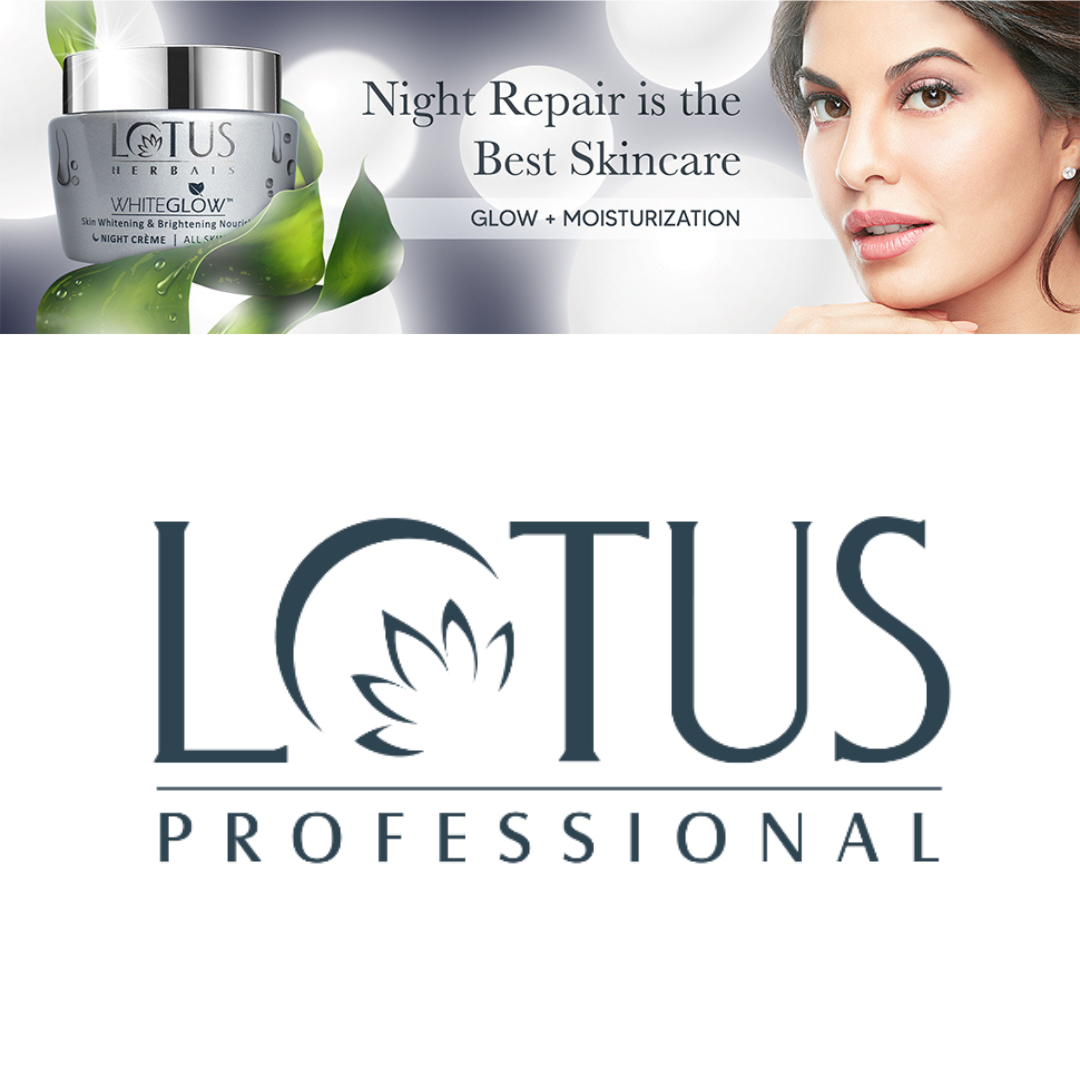 Night Repair is the
Best Skincare
GLOW + MOISTURIZATION
LOTUS
HERBALS
WHITEGLOW™
Skin Whitening & Brightening
NIGHT CRÈME | ALL
LOTUS
PROFESSIONAL